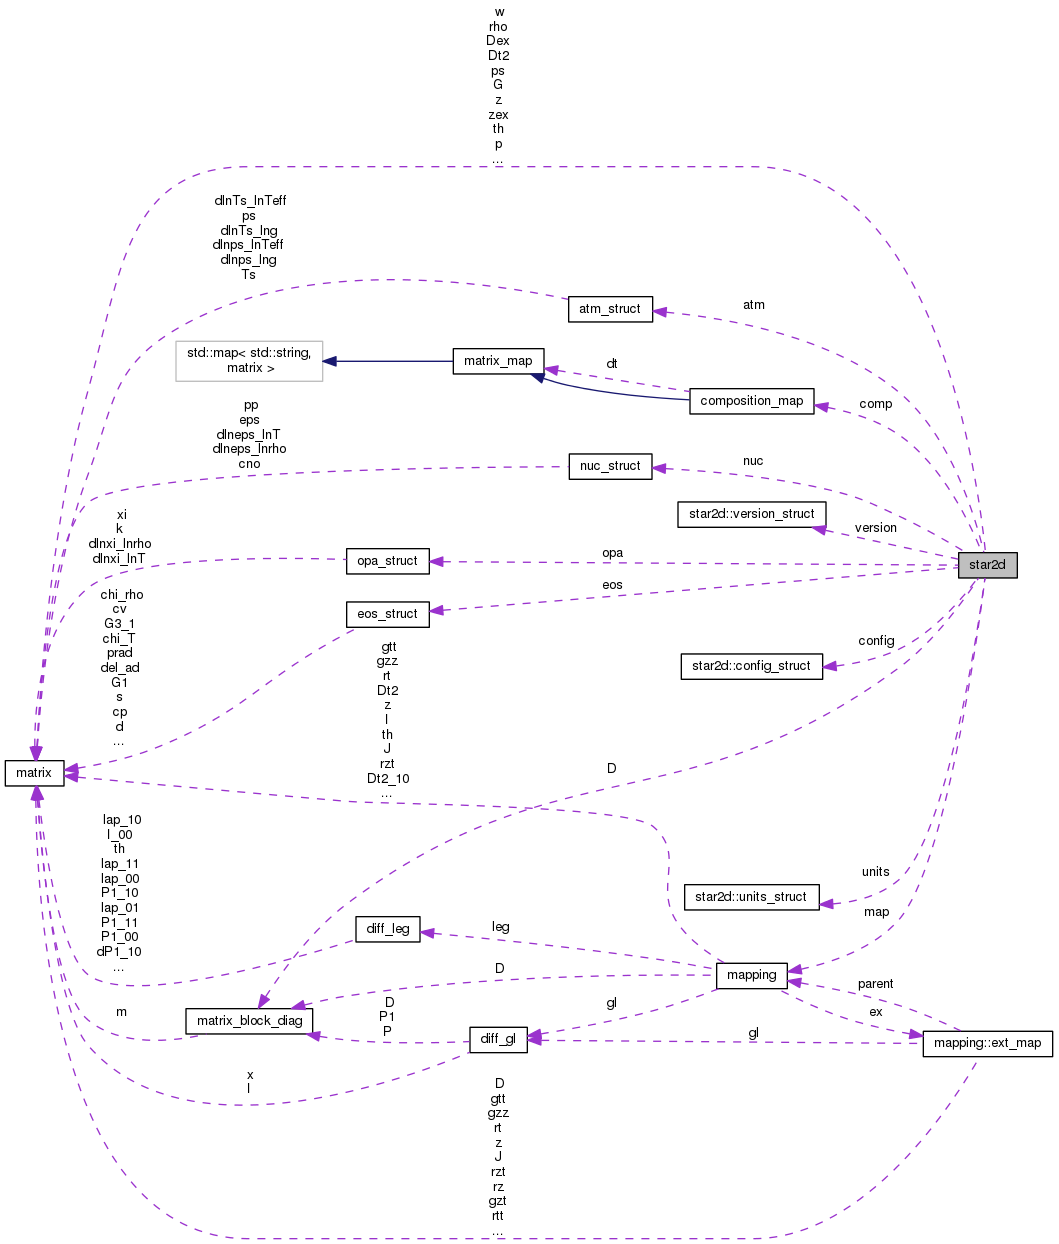 w
rho
Dex
Dt2
ps
G
z
zex
th
p
...
dlnTs_lnTeff
ps
dlnTs_lng
dlnps_lnTeff
dlnps_lng
Ts
atm_struct
atm
std::map< std::string,
matrix >
matrix_map
dt
composition_map
comp
pp
eps
dlneps_lnT
dlneps_lnrho
cno
nuc_struct
nuc
star2d::version_struct
version
xi
k
dlnxi_lnrho
dlnxi_lnT
opa_struct
opa
star2d
eos
eos_struct
chi_rho
cv
G3_1
chi_T
prad
del_ad
G1
s
cp
d
...
config
star2d::config_struct
gtt
gzz
rt
Dt2
z
I
th
J
rzt
Dt2_10
...
matrix
D
lap_10
I_00
th
lap_11
lap_00
P1_10
lap_01
P1_11
P1_00
dP1_10
...
units
star2d::units_struct
map
diff_leg
leg
mapping
D
parent
ex
m
matrix_block_diag
D
P1
P
gl
diff_gl
gl
mapping::ext_map
x
I
D
gtt
gzz
rt
z
J
rzt
rz
gzt
rtt
...